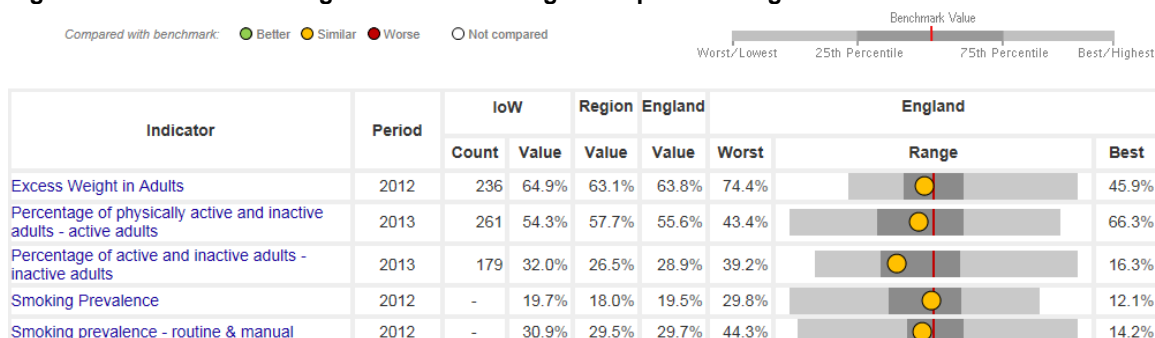 Compared with benchmark: Better Similar Worse Not compared
Benchmark Value
Worst/Lowest 25th Percentile 75th Percentile Best/Highest
Indicator Period IoW Region England England
Count Value Value Value Worst Range Best
Excess Weight in Adults 2012 236 64.9% 63.1% 63.8% 74.4% 45.9%
Percentage of physically active and inactive
adults - active adults 2013 261 54.3% 57.7% 55.6% 43.4% 66.3%
Percentage of active and inactive adults -
inactive adults 2013 179 32.0% 26.5% 28.9% 39.2% 16.3%
Smoking Prevalence 2012 - 19.7% 18.0% 19.5% 29.8% 12.1%
Smoking prevalence - routine & manual 2012 - 30.9% 29.5% 29.7% 44.3% 14.2%